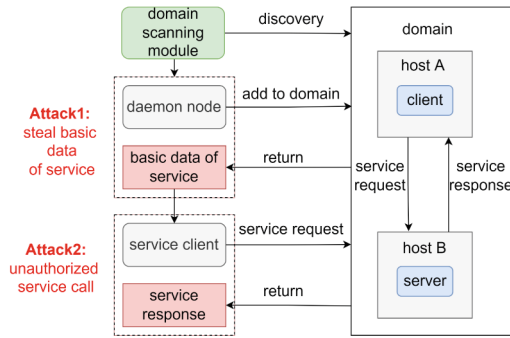 domain
scanning
module
discovery
domain
host A
client
Attack1:
steal basic
data
of service
daemon node
add to domain
basic data of
service
return
service
request
service
response
Attack2:
unauthorized
service call
service client
service request
host B
server
service
response
return